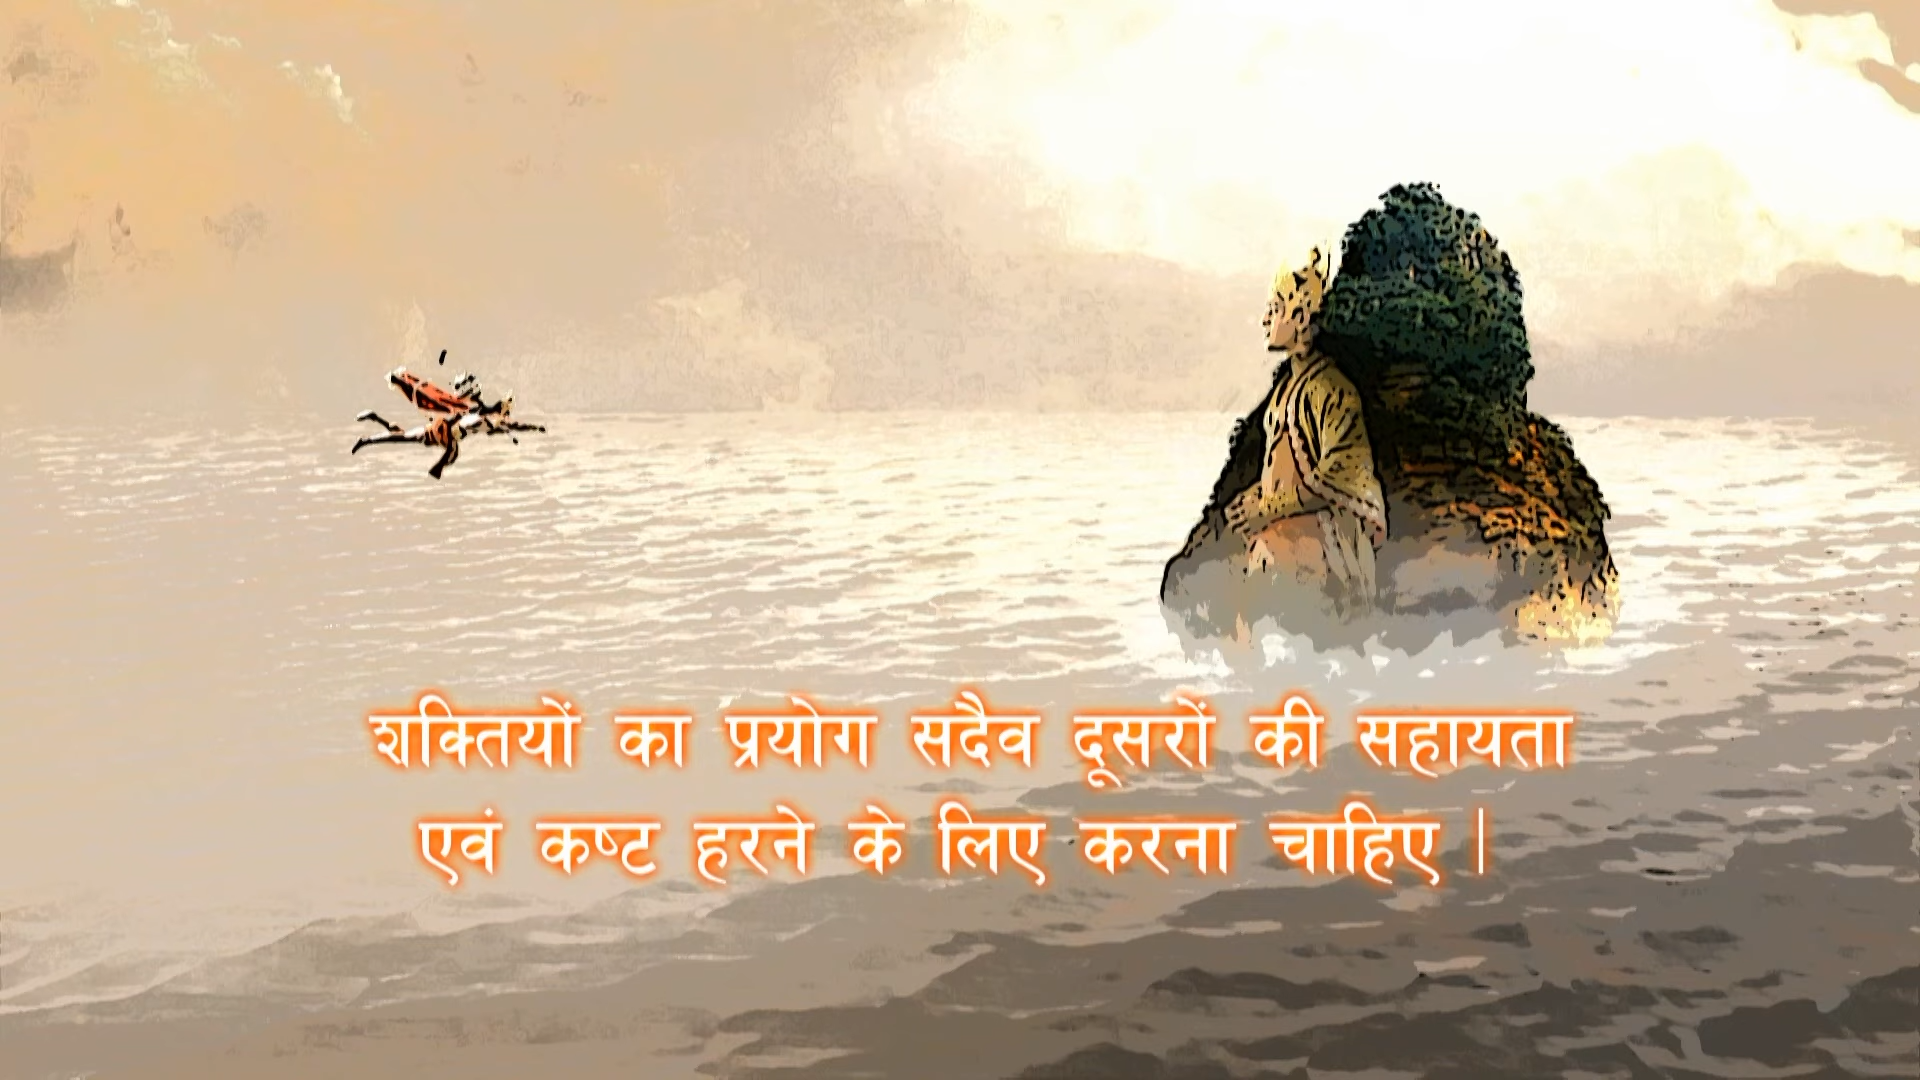 शक्तियों का प्रयोग सदैव दूसरों की सहायता
एवं कष्ट हरने के लिए करना चाहिए |